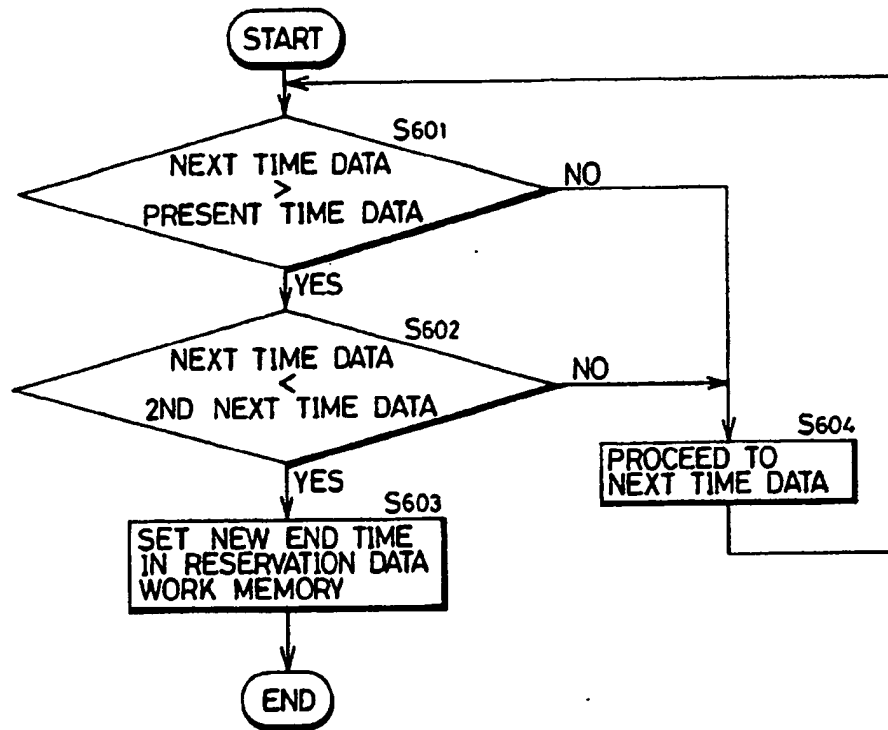 START
S601
NEXT TIME DATA
>
PRESENT TIME DATA
NO
YES
S602
NEXT TIME DATA
<
2ND NEXT TIME DATA
NO
YES
S604
PROCEED TO
NEXT TIME DATA
S603
SET NEW END TIME
IN RESERVATION DATA
WORK MEMORY
END